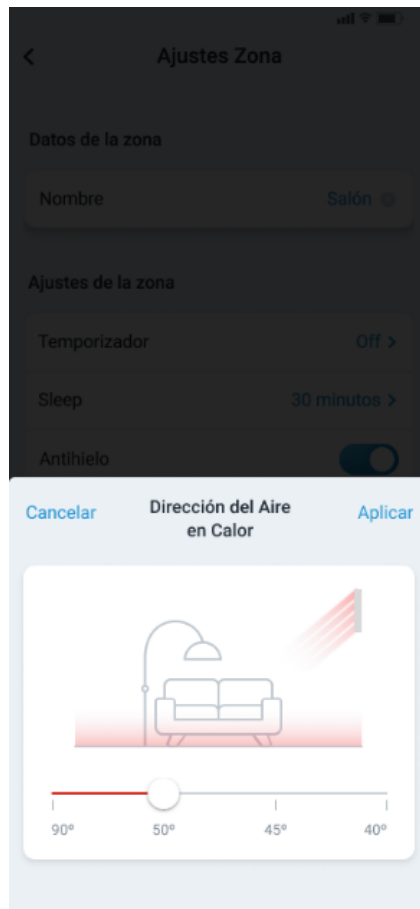 Ajustes Zona
Datos de la zona
Nombre Salón
Ajustes de la zona
Temporizador Off >
Sleep 30 minutos >
Antihielo
Cancelar Dirección del Aire Aplicar
en Calor
90º 50º 45º 40º